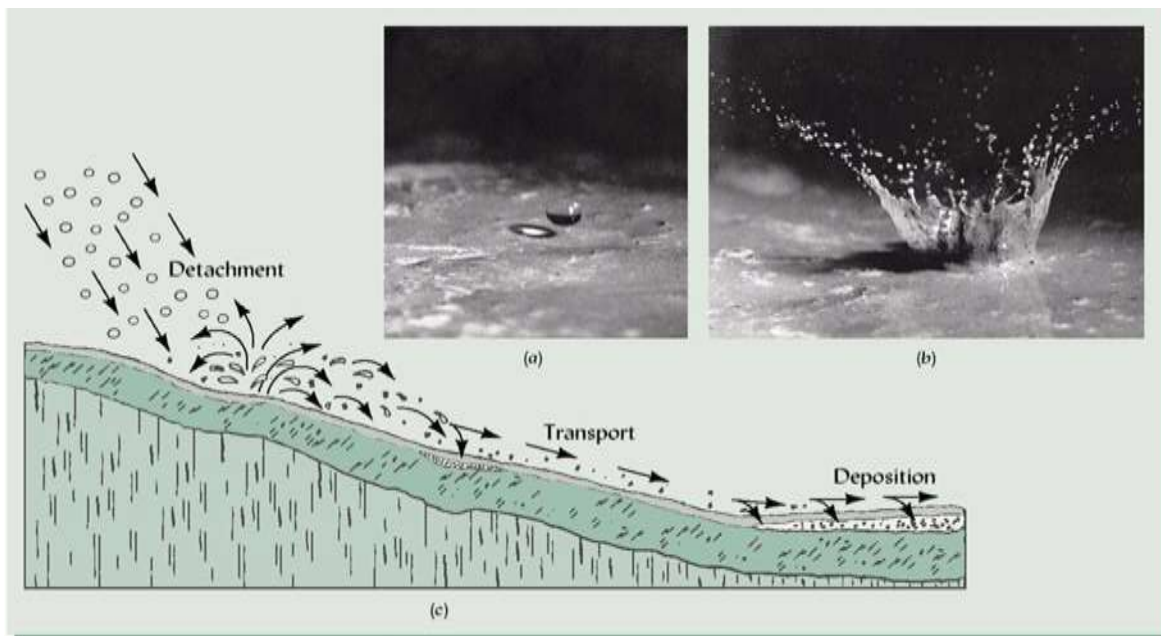 (a)
(b)
Detachment
Transport
Deposition
(c)